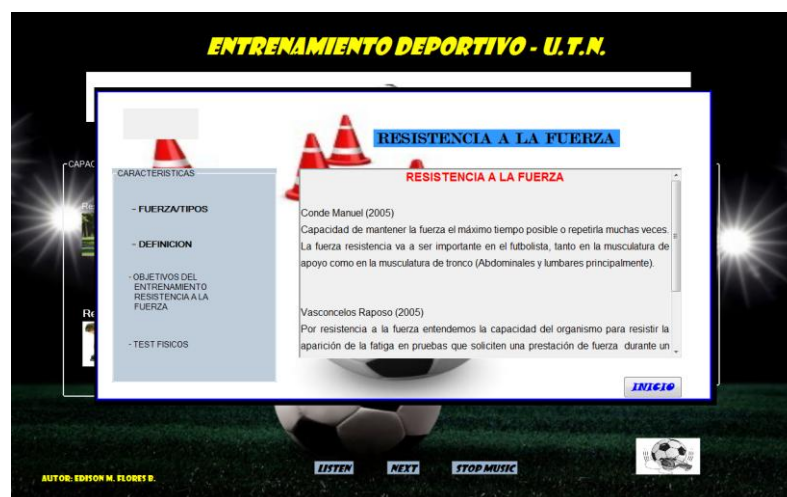 ENTRENAMIENTO DEPORTIVO - U.T.N.
CAPAC
RESISTENCIA A LA FUERZA
CARACTERISTICAS
- FUERZA/TIPOS
- DEFINICION
- OBJETIVOS DEL
ENTRENAMIENTO
RESISTENCIA A LA
FUERZA
- TEST FISICOS
RESISTENCIA A LA FUERZA
Conde Manuel (2005)
Capacidad de mantener la fuerza el máximo tiempo posible o repetirla muchas veces.
La fuerza resistencia va a ser importante en el futbolista, tanto en la musculatura de
apoyo como en la musculatura de tronco (Abdominales y lumbares principalmente).
Vasconcelos Raposo (2005)
Por resistencia a la fuerza entendemos la capacidad del organismo para resistir la
aparición de la fatiga en pruebas que soliciten una prestación de fuerza durante un
Re
Re
INICIO
LISTEN NEXT STOP MUSIC
AUTOR: EDISON M. FLORES B.